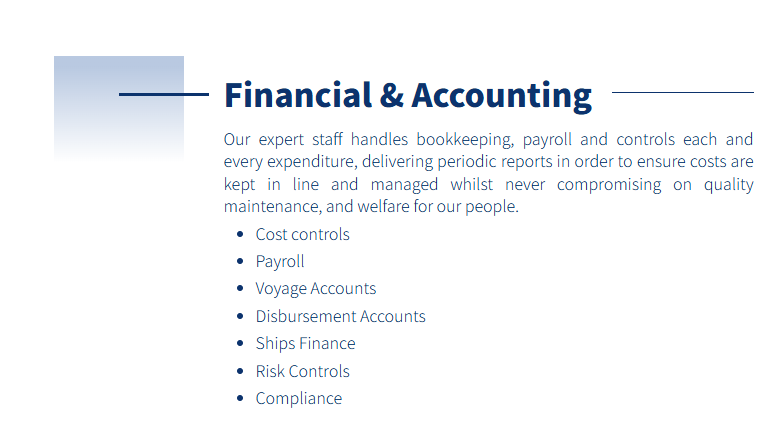 Financial & Accounting
Our expert staff handles bookkeeping, payroll and controls each and
every expenditure, delivering periodic reports in order to ensure costs are
kept in line and managed whilst never compromising on quality
maintenance, and welfare for our people.
• Cost controls
• Payroll
• Voyage Accounts
• Disbursement Accounts
• Ships Finance
• Risk Controls
• Compliance